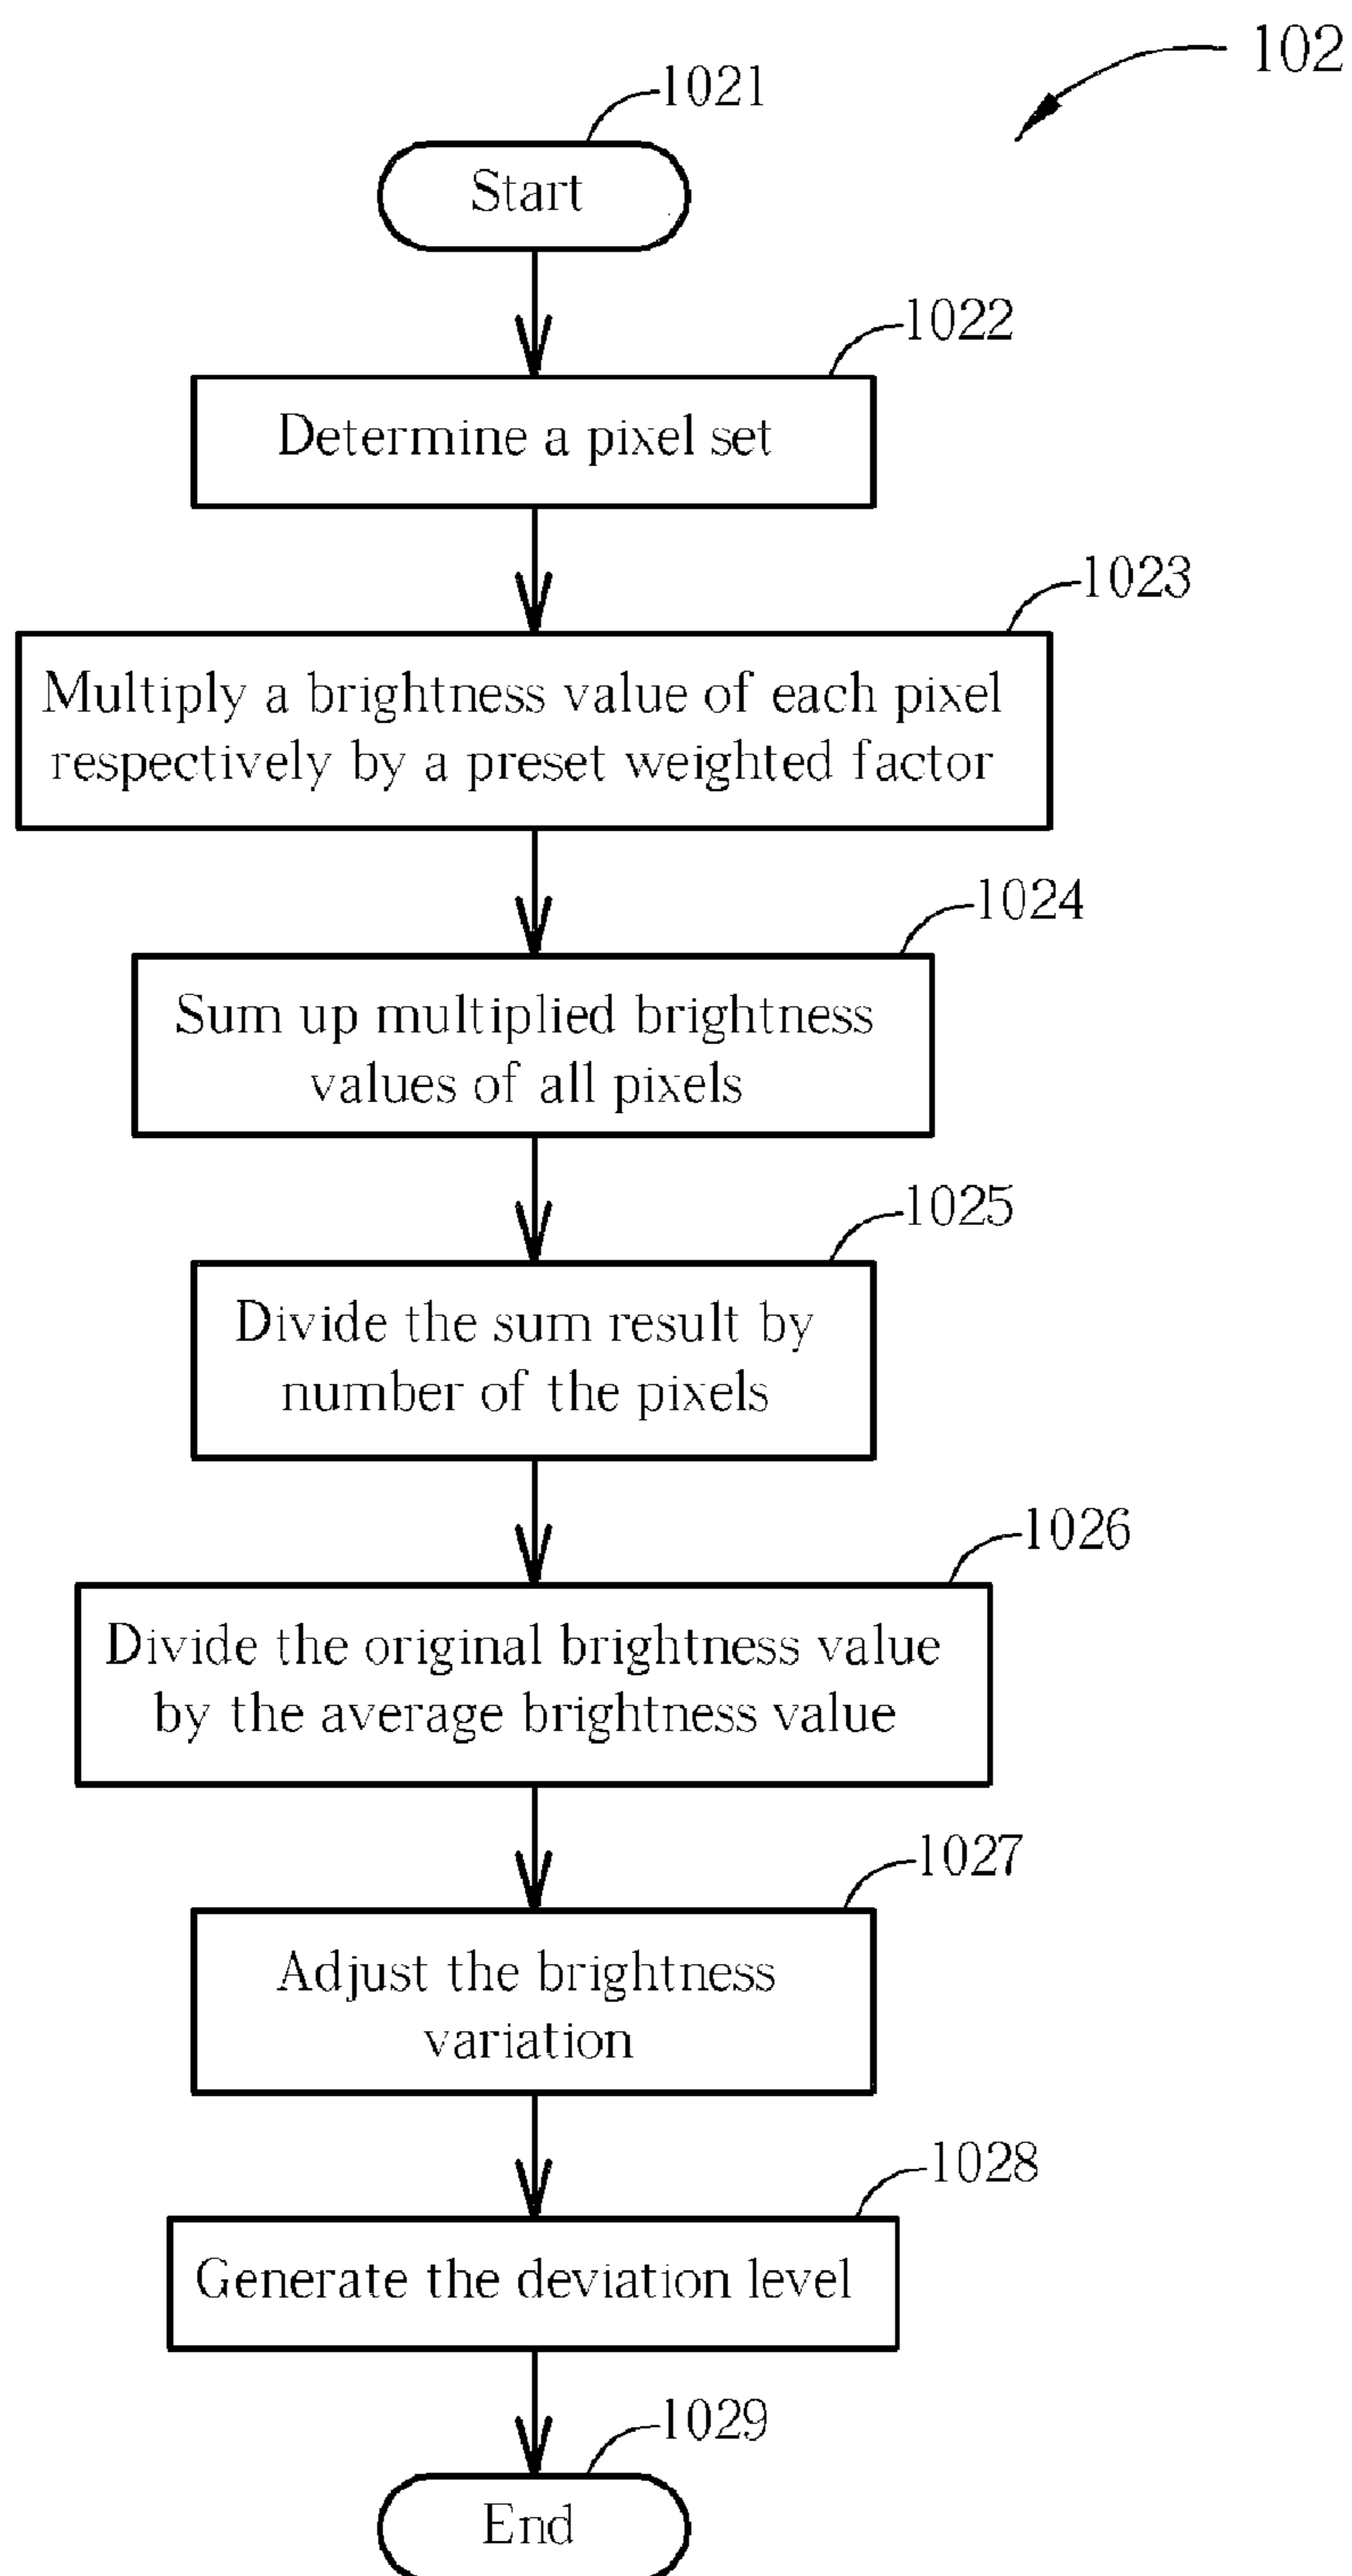 102
1021
Start
1022
Determine a pixel set
1023
Multiply a brightness value of each pixel
respectively by a preset weighted factor
1024
Sum up multiplied brightness
values of all pixels
1025
Divide the sum result by
number of the pixels
1026
Divide the original brightness value
by the average brightness value
1027
Adjust the brightness
variation
1028
Generate the deviation level
1029
End